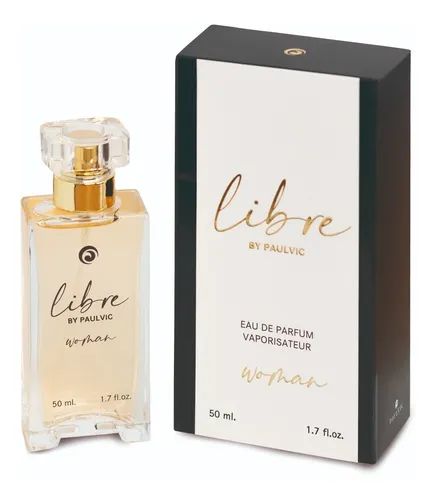 Libre
BY PAULVIC
woman
50 ml. 1.7 fl.oz.
Libre
BY PAULVIC
EAU DE PARFUM
VAPORISATEUR
woman
50 ml. 1.7 fl.oz.